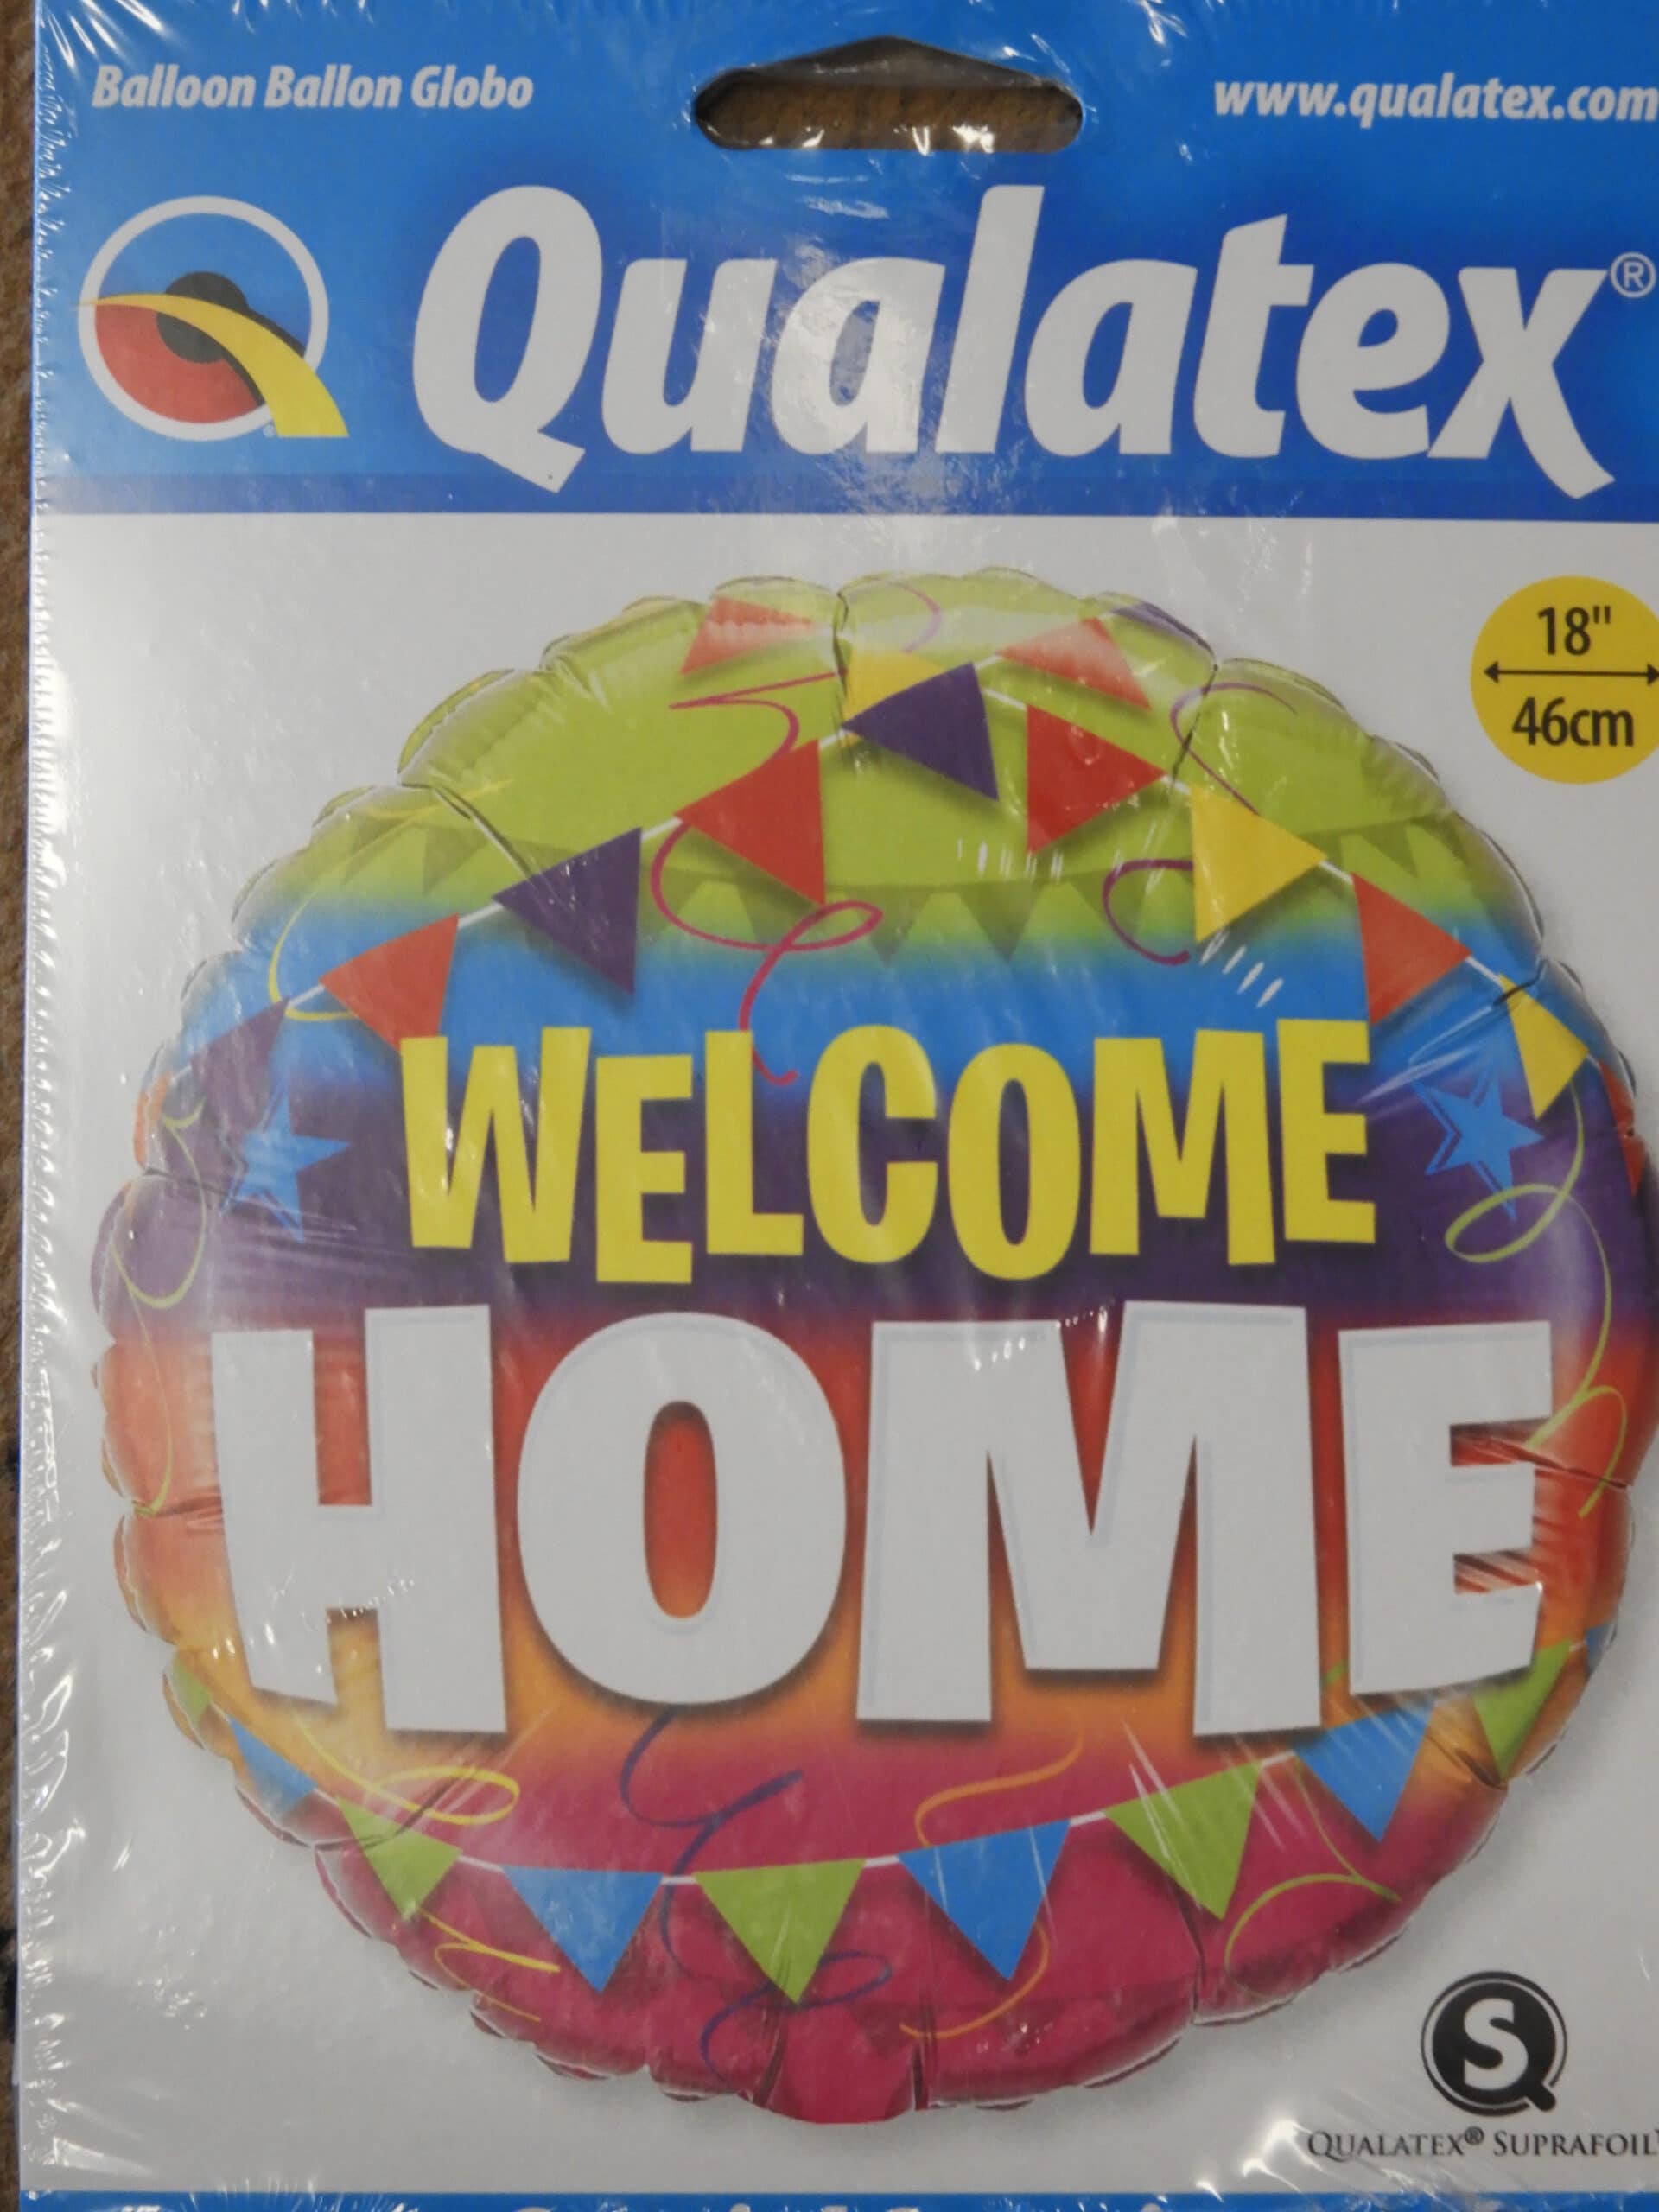 Balloon Ballon Globo
www.qualatex.com
Qualatex®
18"
46cm
WELCOME
HOME
S
QUALATEX® SUPRAFOIL